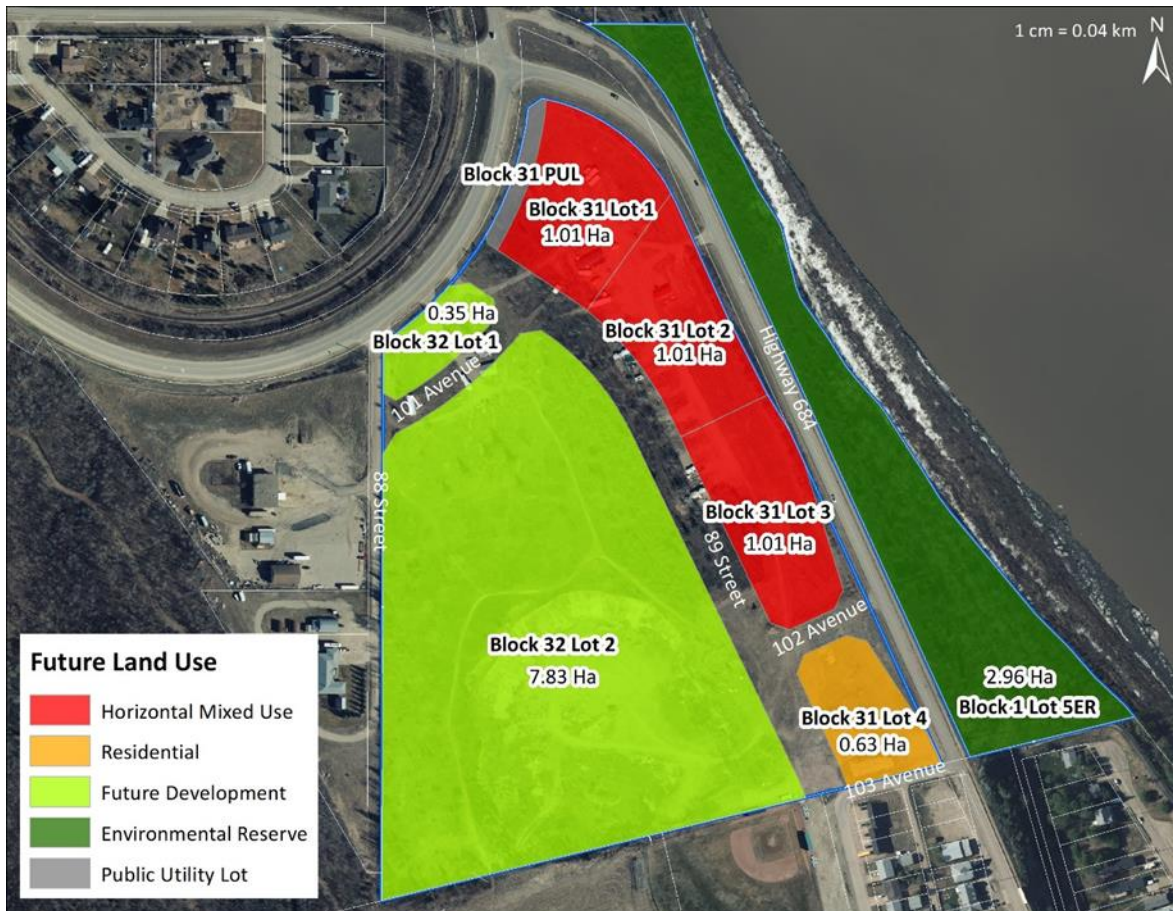 1 cm = 0.04 km
N
Block 31 PUL
Block 31 Lot 1
1.01 Ha
0.35 Ha
Block 32 Lot 1
101 Avenue
Block 31 Lot 2
1.01 Ha
Highway 684
88 Street
Block 31 Lot 3
1.01 Ha
89 Street
102 Avenue
Block 32 Lot 2
7.83 Ha
2.96 Ha
Block 1 Lot 5ER
Block 31 Lot 4
0.63 Ha
103 Avenue
Future Land Use
Horizontal Mixed Use
Residential
Future Development
Environmental Reserve
Public Utility Lot